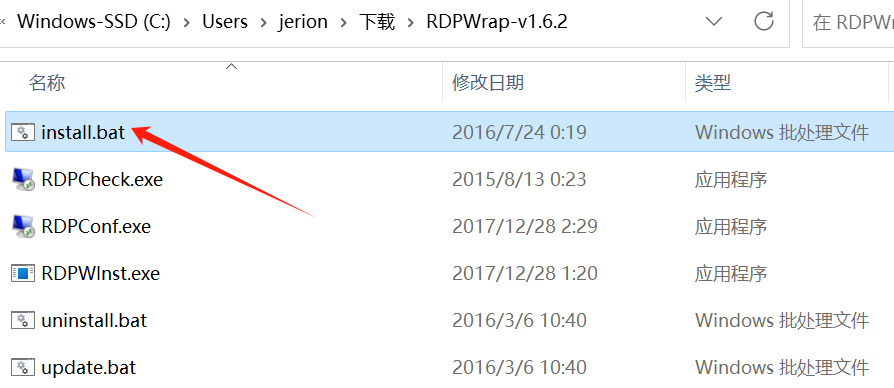 « Windows-SSD (C:) › Users › jerion › 下载 › RDPWrap-v1.6.2 在 RDPW
名称 修改日期 类型
install.bat 2016/7/24 0:19 Windows 批处理文件
RDPCheck.exe 2015/8/13 0:23 应用程序
RDPConf.exe 2017/12/28 2:29 应用程序
RDPWInst.exe 2017/12/28 1:20 应用程序
uninstall.bat 2016/3/6 10:40 Windows 批处理文件
update.bat 2016/3/6 10:40 Windows 批处理文件